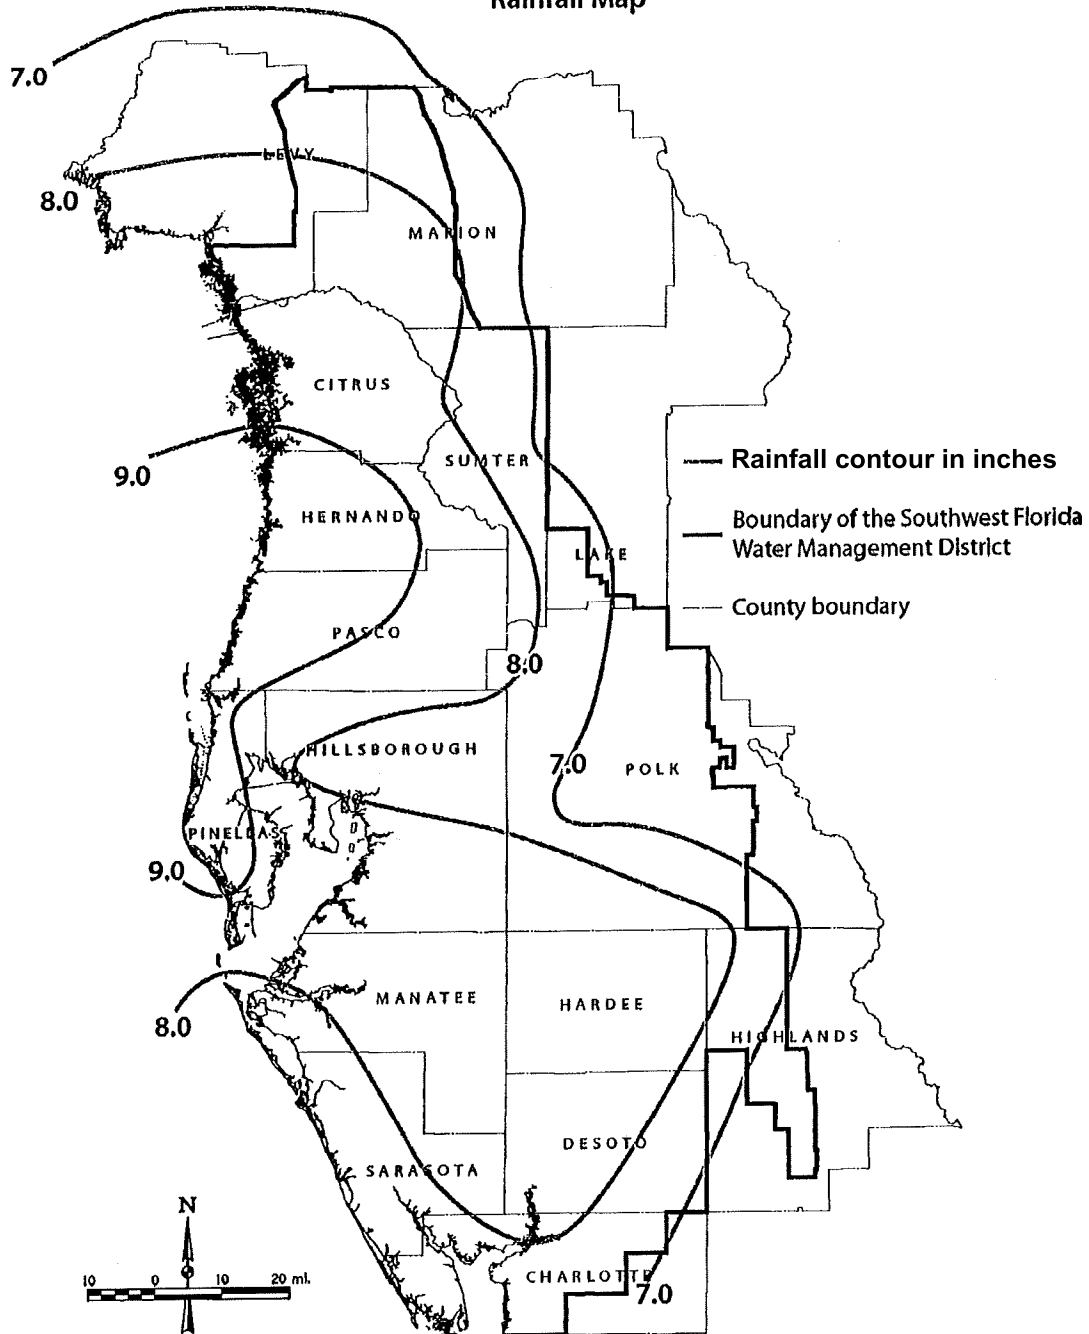 Rainfall Map
7.0
LEVY
8.0
MARION
CITRUS
9.0
SUMTER
Rainfall contour in inches
HERNANDO
Boundary of the Southwest Florida
Water Management District
LAKE
County boundary
PASCO
8.0
HILLSBOROUGH
7.0
POLK
PINELLAS
9.0
MANATEE
HARDEE
8.0
HIGHLANDS
DESOTO
SARASOTA
N
10 0 10 20 mi.
CHARLOTTE
7.0